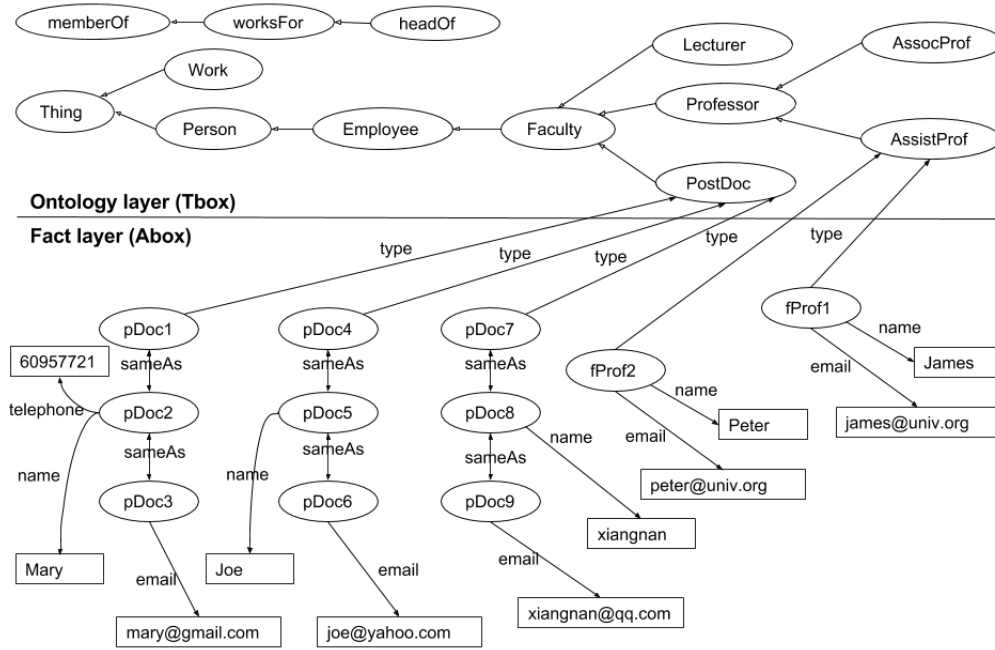 memberOf
worksFor
headOf
Lecturer
AssocProf
Work
Thing
Professor
Person
Employee
Faculty
AssistProf
PostDoc
Ontology layer (Tbox)
Fact layer (Abox)
type
type
type
type
type
pDoc1
pDoc4
pDoc7
fProf1
name
60957721
sameAs
sameAs
sameAs
fProf2
James
email
telephone
pDoc2
pDoc5
pDoc8
name
Peter
james@univ.org
name
email
name
sameAs
name
sameAs
sameAs
peter@univ.org
pDoc3
pDoc6
pDoc9
xiangnan
Mary
Joe
email
email
email
xiangnan@qq.com
mary@gmail.com
joe@yahoo.com